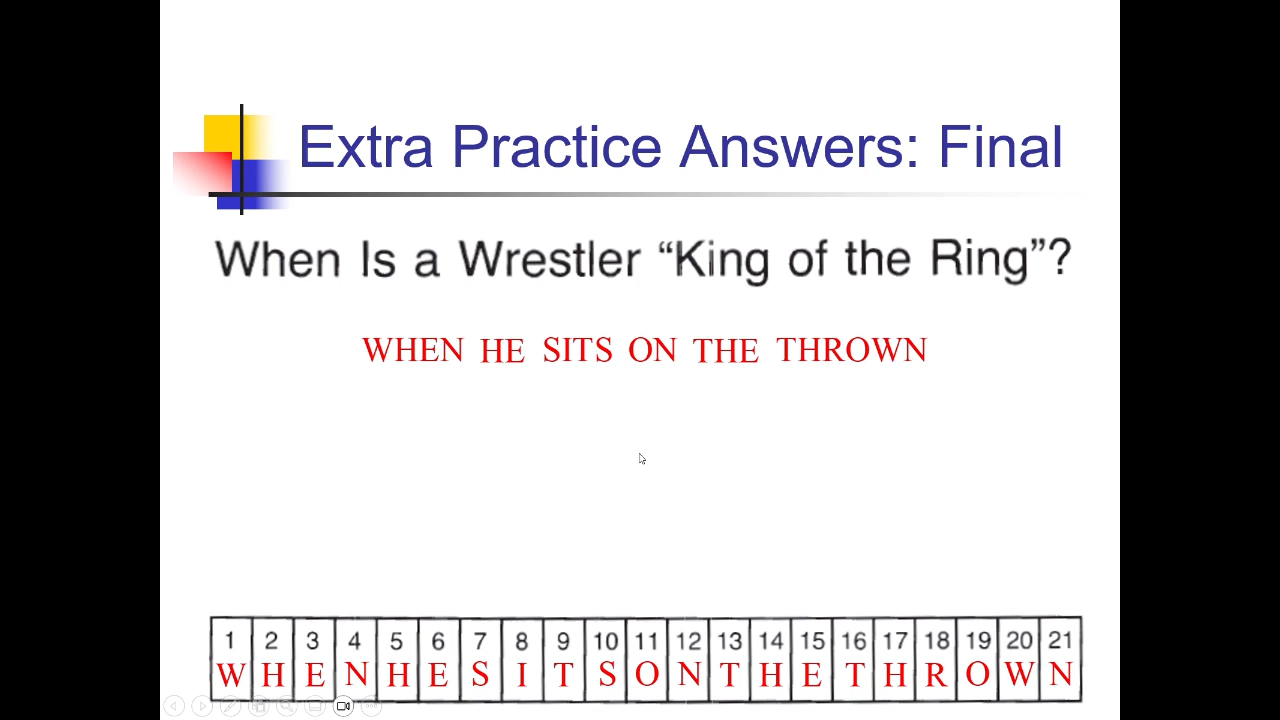 Extra Practice Answers: Final
When Is a Wrestler “King of the Ring”?
WHEN HE SITS ON THE THROWN
1 2 3 4 5 6 7 8 9 10 11 12 13 14 15 16 17 18 19 20 21
W H E N H E S I T S O N T H E T H R O W N